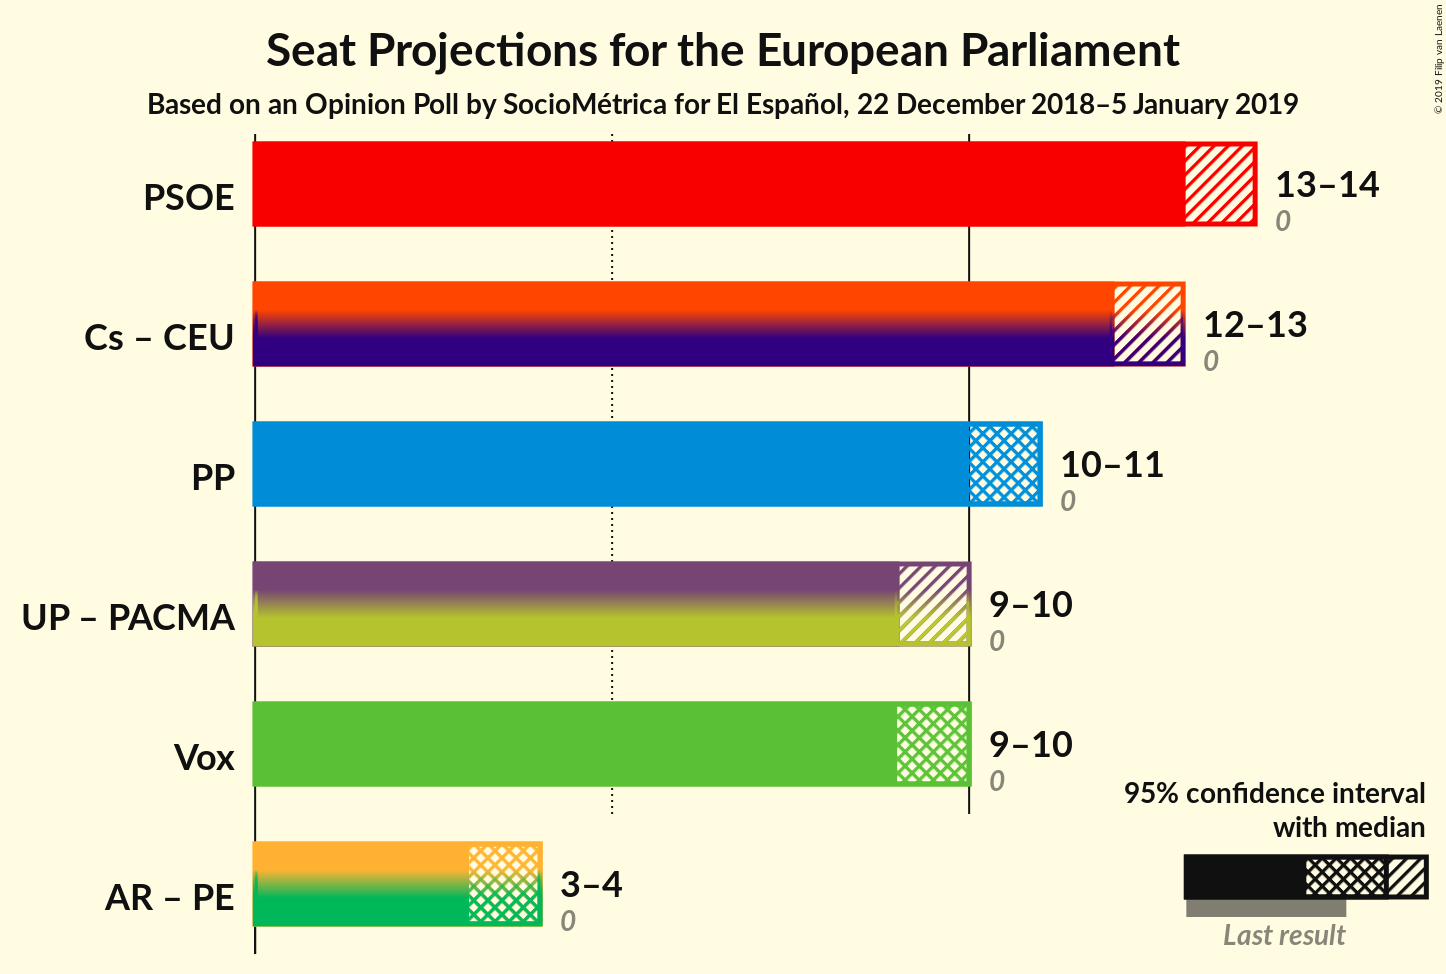 Seat Projections for the European Parliament
Based on an Opinion Poll by SocioMétrica for El Español, 22 December 2018–5 January 2019
© 2019 Filip van Laenen
PSOE
13–14
0
Cs – CEU
12–13
0
PP
10–11
0
UP – PACMA
9–10
0
Vox
9–10
0
AR – PE
3–4
0
95% confidence interval
with median
Last result